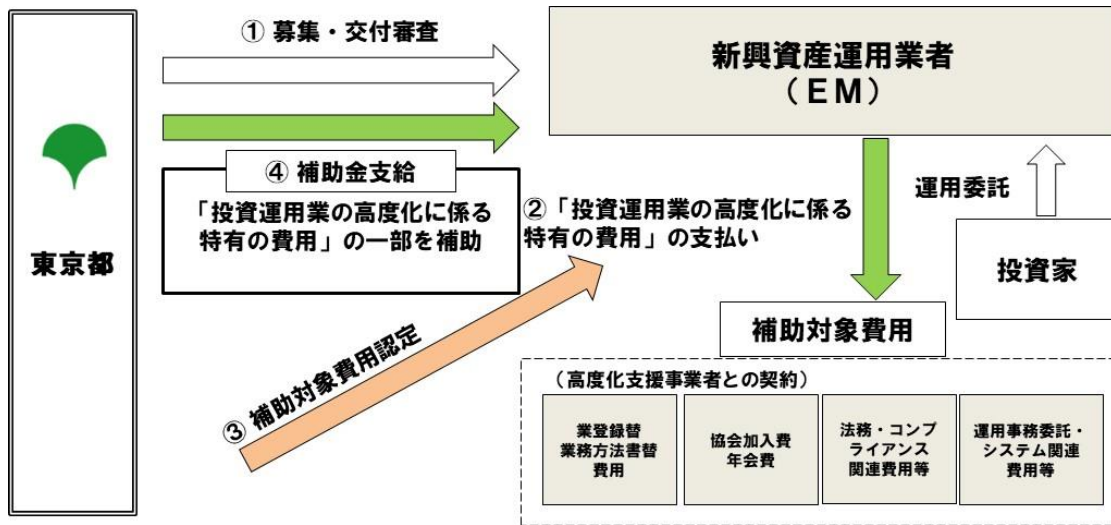 東京都
① 募集・交付審査
④ 補助金支給
「投資運用業の高度化に係る
特有の費用」の一部を補助
新興資産運用業者
（ＥＭ）
②「投資運用業の高度化に係る
特有の費用」の支払い
運用委託
投資家
③ 補助対象費用認定
補助対象費用
（高度化支援事業者との契約）
業登録替
業務方法書替
費用
協会加入費
年会費
法務・コンプ
ライアンス
関連費用等
運用事務委託・
システム関連
費用等